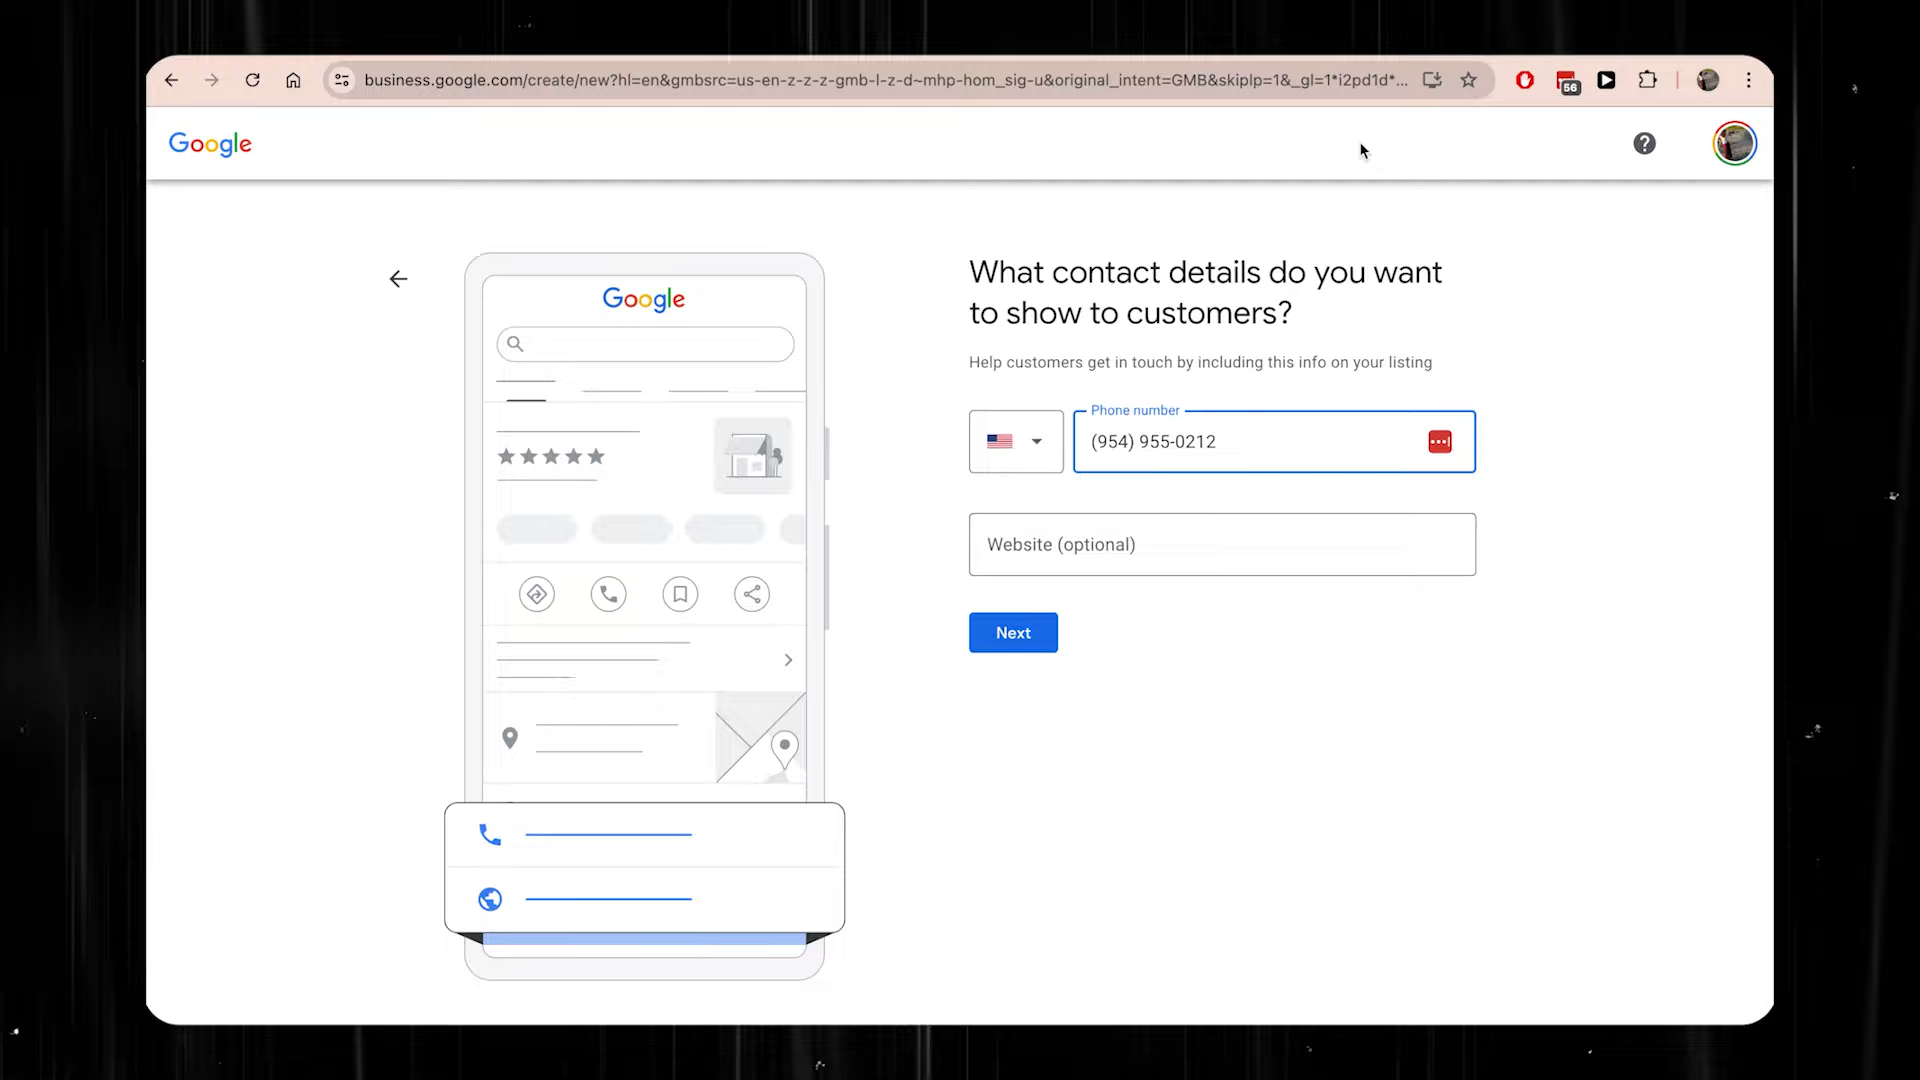 business.google.com/create/new?hl=en&gmbsrc=us-en-z-z-z-gmb-l-z-d~mhp-hom_sig-u&original_intent=GMB&skiplp=1&_gl=1*i2pd1d*...
56
Google
Google
What contact details do you want
to show to customers?
Help customers get in touch by including this info on your listing
Phone number
(954) 955-0212
Website (optional)
Next